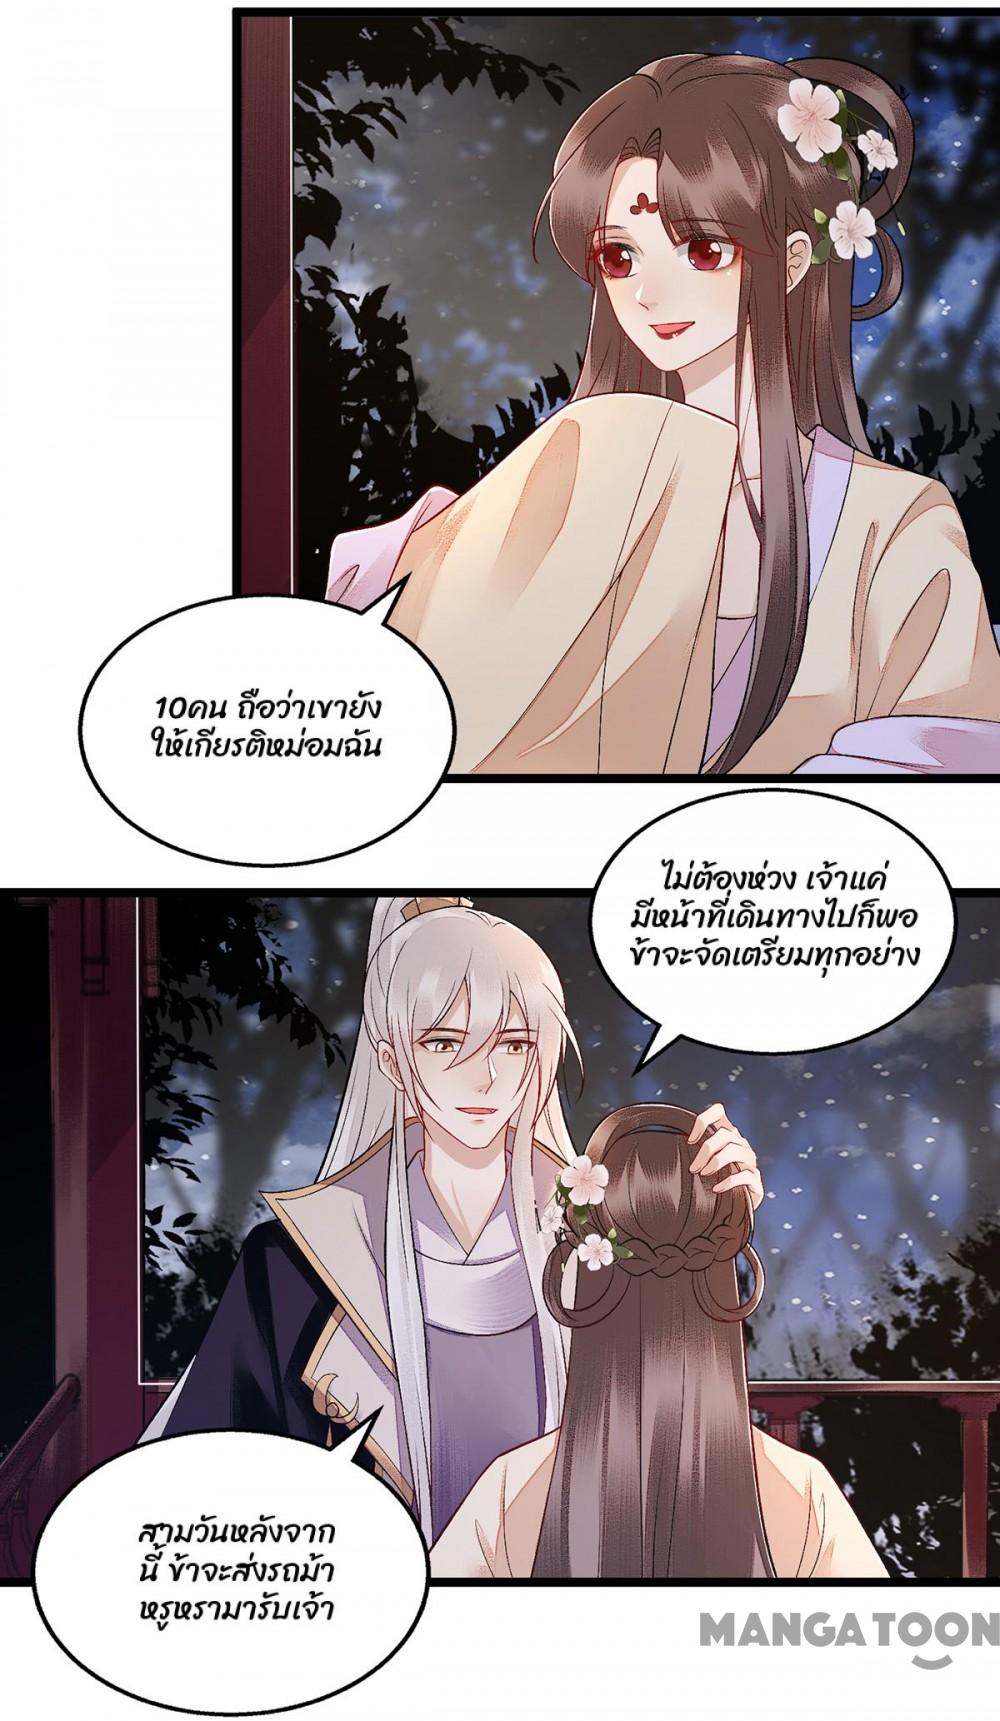 10คน ถือว่าเขายัง
ให้เกียรติหม่อมฉัน
ไม่ต้องห่วง เจ้าแค่
มีหน้าที่เดินทางไปก็พอ
ข้าจะจัดเตรียมทุกอย่าง
สามวันหลังจาก
นี้ ข้าจะส่งรถม้า
หรูหรามารับเจ้า
MANGATOON